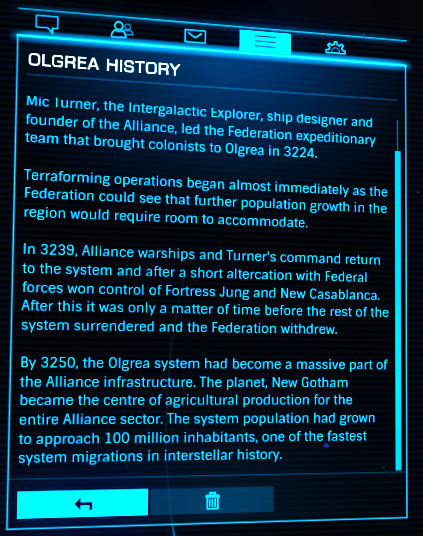 OLGREA HISTORY
Mic Turner, the Intergalactic Explorer, ship designer and
founder of the Alliance, led the Federation expeditionary
team that brought colonists to Olgrea in 3224.
Terraforming operations began almost immediately as the
Federation could see that further population growth in the
region would require room to accommodate.
In 3239, Alliance warships and Turner's command return
to the system and after a short altercation with Federal
forces won control of Fortress Jung and New Casablanca.
After this it was only a matter of time before the rest of the
system surrendered and the Federation withdrew.
By 3250, the Olgrea system had become a massive part of
the Alliance infrastructure. The planet, New Gotham
became the centre of agricultural production for the
entire Alliance sector. The system population had grown
to approach 100 million inhabitants, one of the fastest
system migrations in interstellar history.